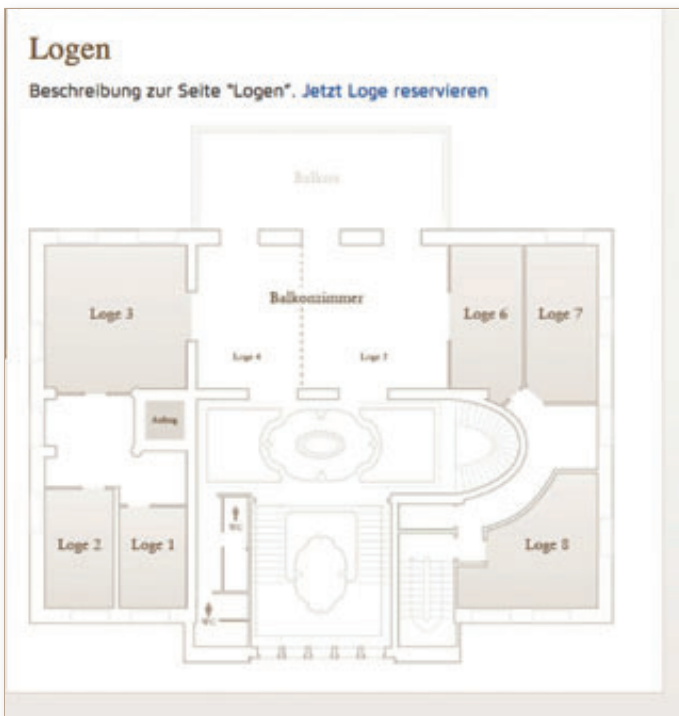 Logen
Beschreibung zur Seite "Logen". Jetzt Loge reservieren
Balkon
Balkonzimmer
Loge 3
Loge 6
Loge 7
Loge 4
Loge 5
Aufzug
WC
Loge 2
Loge 1
Loge 8
WC